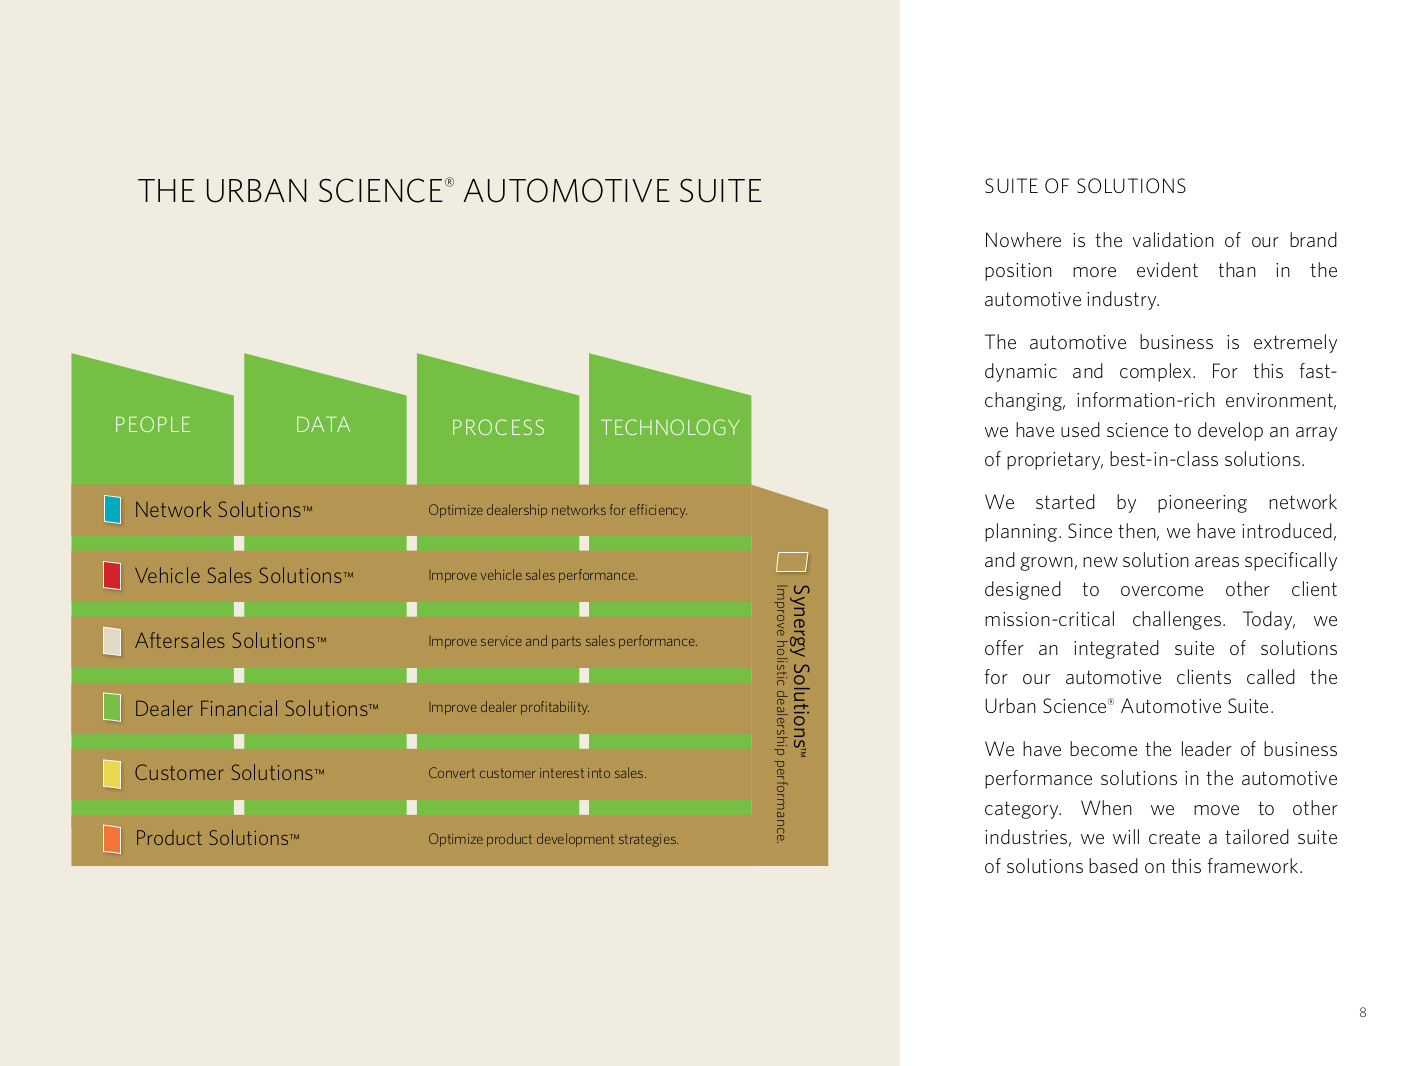 THE URBAN SCIENCE® AUTOMOTIVE SUITE
PEOPLE
DATA
PROCESS
TECHNOLOGY
Network Solutions™
Optimize dealership networks for efficiency.
Vehicle Sales Solutions™
Improve vehicle sales performance.
Aftersales Solutions™
Improve service and parts sales performance.
Dealer Financial Solutions™
Improve dealer profitability.
Customer Solutions™
Convert customer interest into sales.
Product Solutions™
Optimize product development strategies.
Synergy Solutions™
Improve holistic dealership performance.
SUITE OF SOLUTIONS
Nowhere is the validation of our brand
position more evident than in the
automotive industry.
The automotive business is extremely
dynamic and complex. For this fast-
changing, information-rich environment,
we have used science to develop an array
of proprietary, best-in-class solutions.
We started by pioneering network
planning. Since then, we have introduced,
and grown, new solution areas specifically
designed to overcome other client
mission-critical challenges. Today, we
offer an integrated suite of solutions
for our automotive clients called the
Urban Science® Automotive Suite.
We have become the leader of business
performance solutions in the automotive
category. When we move to other
industries, we will create a tailored suite
of solutions based on this framework.
8